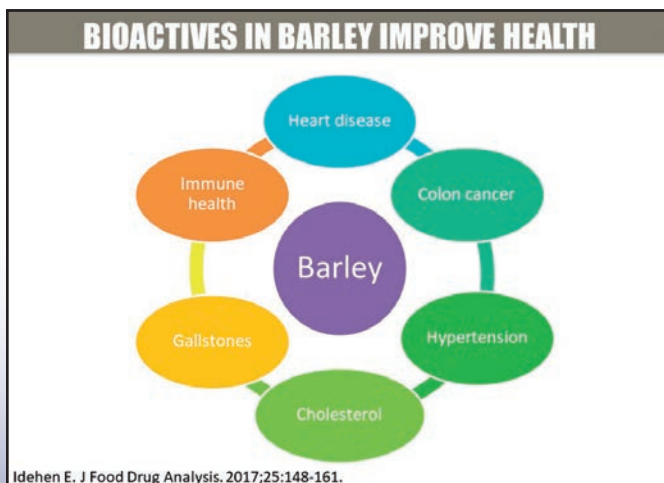 BIOACTIVES IN BARLEY IMPROVE HEALTH
Heart disease
Colon cancer
Hypertension
Cholesterol
Gallstones
Immune
health
Barley
Idehen E. J Food Drug Analysis. 2017;25:148-161.